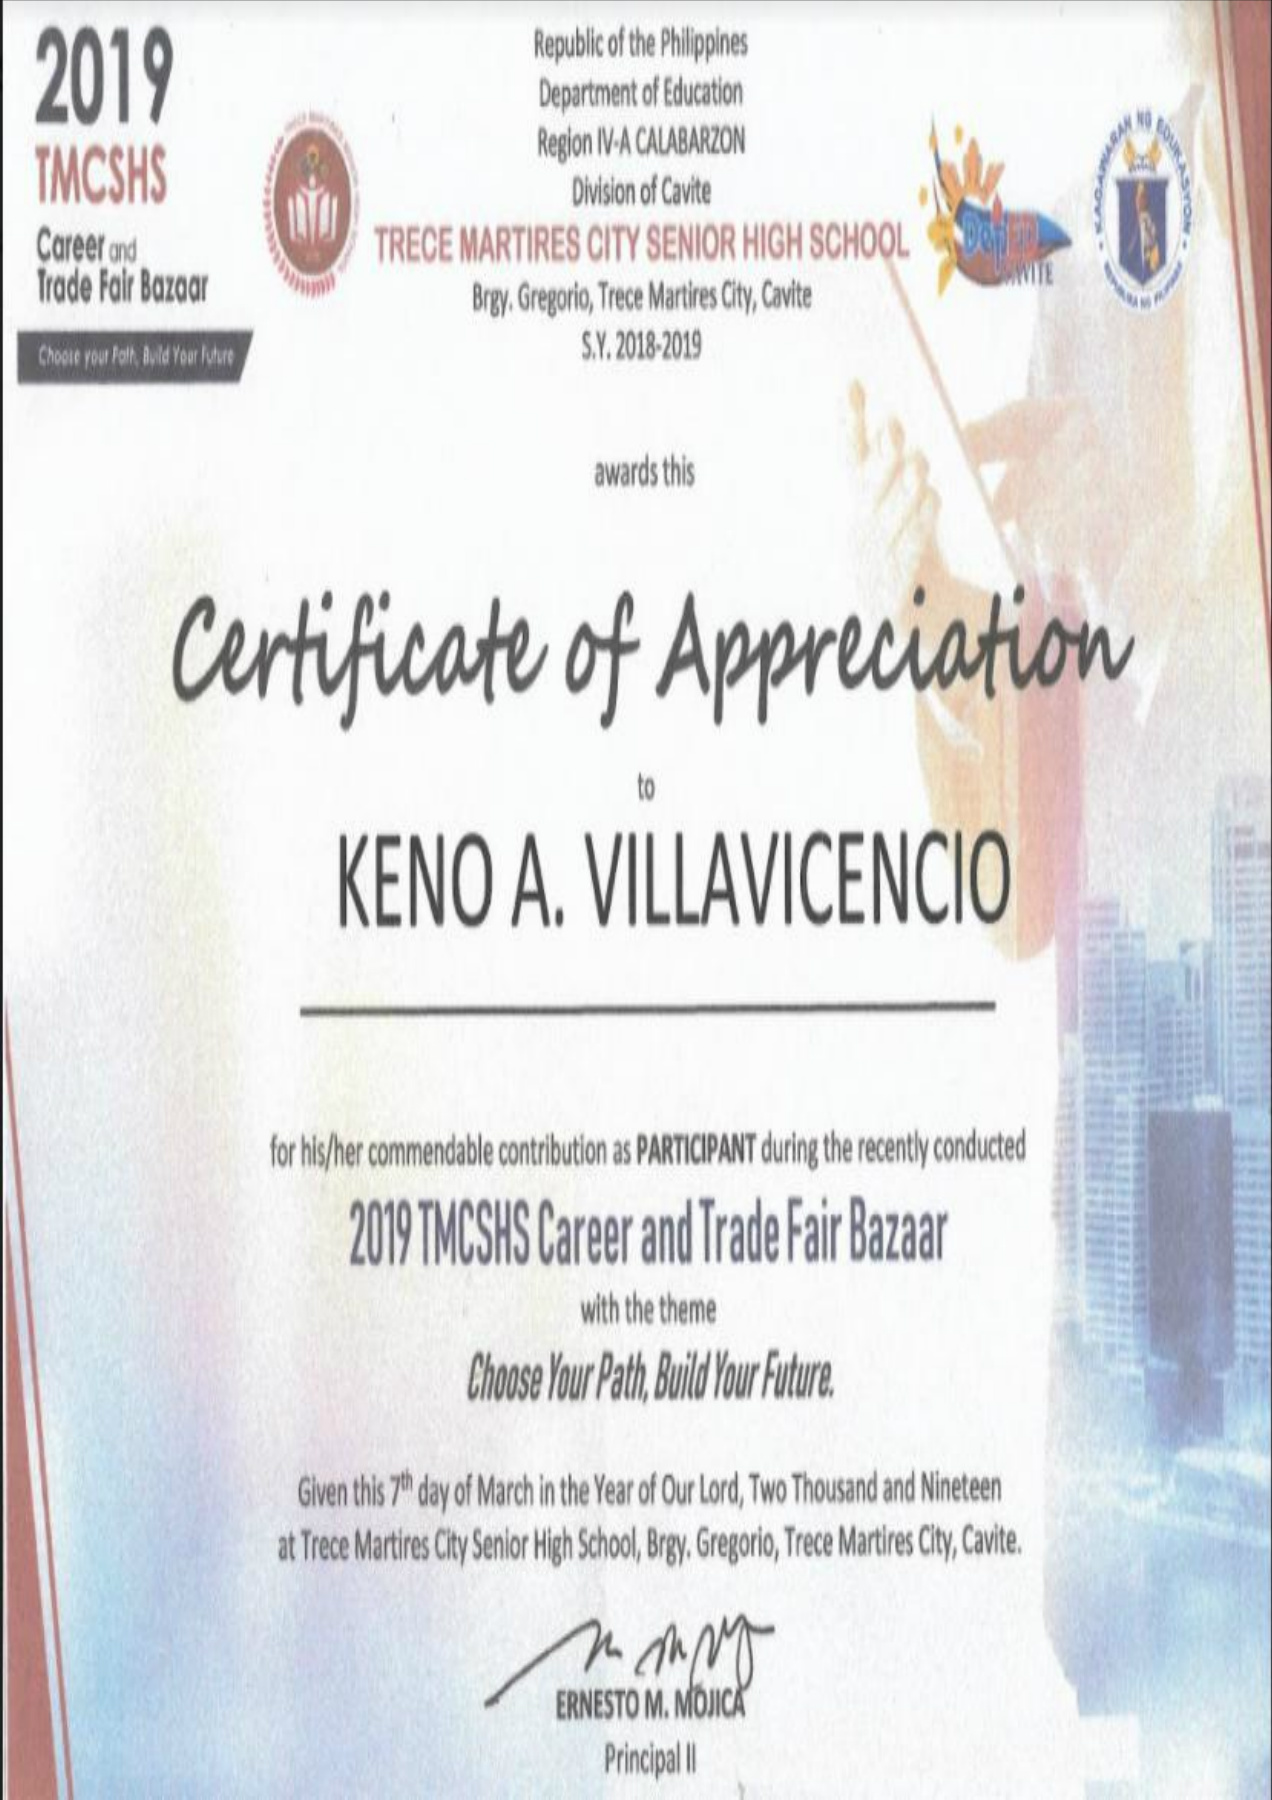 2019
TMCSHS
Career and
Trade Fair Bazaar
Choose your Path, Build Your Future
Republic of the Philippines
Department of Education
Region IV-A CALABARZON
Division of Cavite
TRECE MARTIRES CITY SENIOR HIGH SCHOOL
Brgy. Gregorio, Trece Martires City, Cavite
S.Y. 2018-2019
DepED
CAVITE
KAGAWARAN NG EDUKASYON
REPUBLIKA NG PILIPINAS
awards this
Certificate of Appreciation
to
KENO A. VILLAVICENCIO
for his/her commendable contribution as PARTICIPANT during the recently conducted
2019 TMCSHS Career and Trade Fair Bazaar
with the theme
Choose Your Path, Build Your Future.
Given this 7th day of March in the Year of Our Lord, Two Thousand and Nineteen
at Trece Martires City Senior High School, Brgy. Gregorio, Trece Martires City, Cavite.
ERNESTO M. MOJICA
Principal II